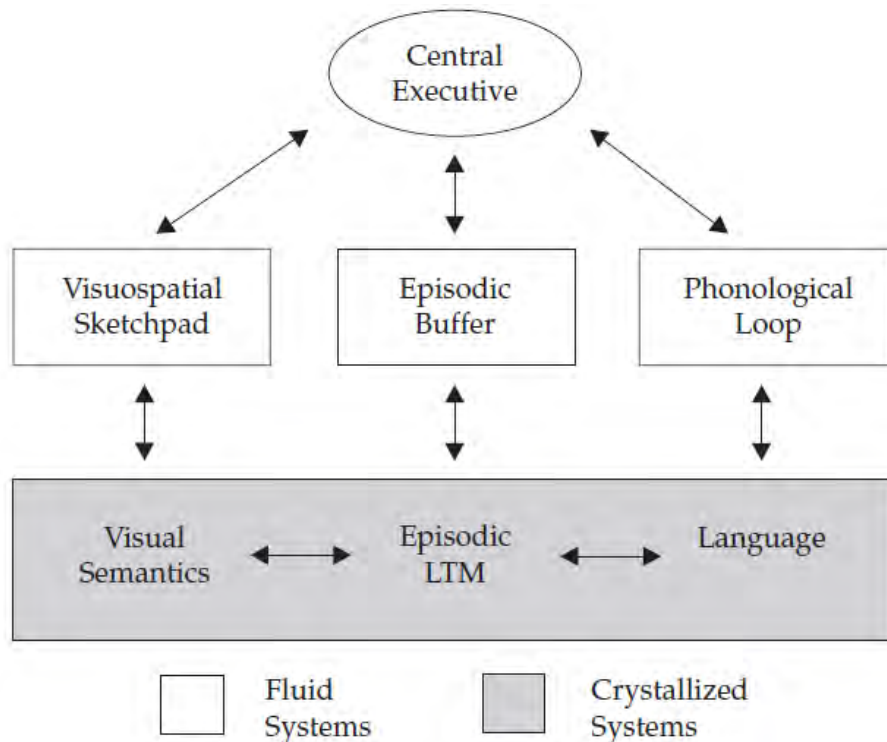 Central
Executive
Visuospatial
Sketchpad
Episodic
Buffer
Phonological
Loop
Visual
Semantics
Episodic
LTM
Language
Fluid
Systems
Crystallized
Systems